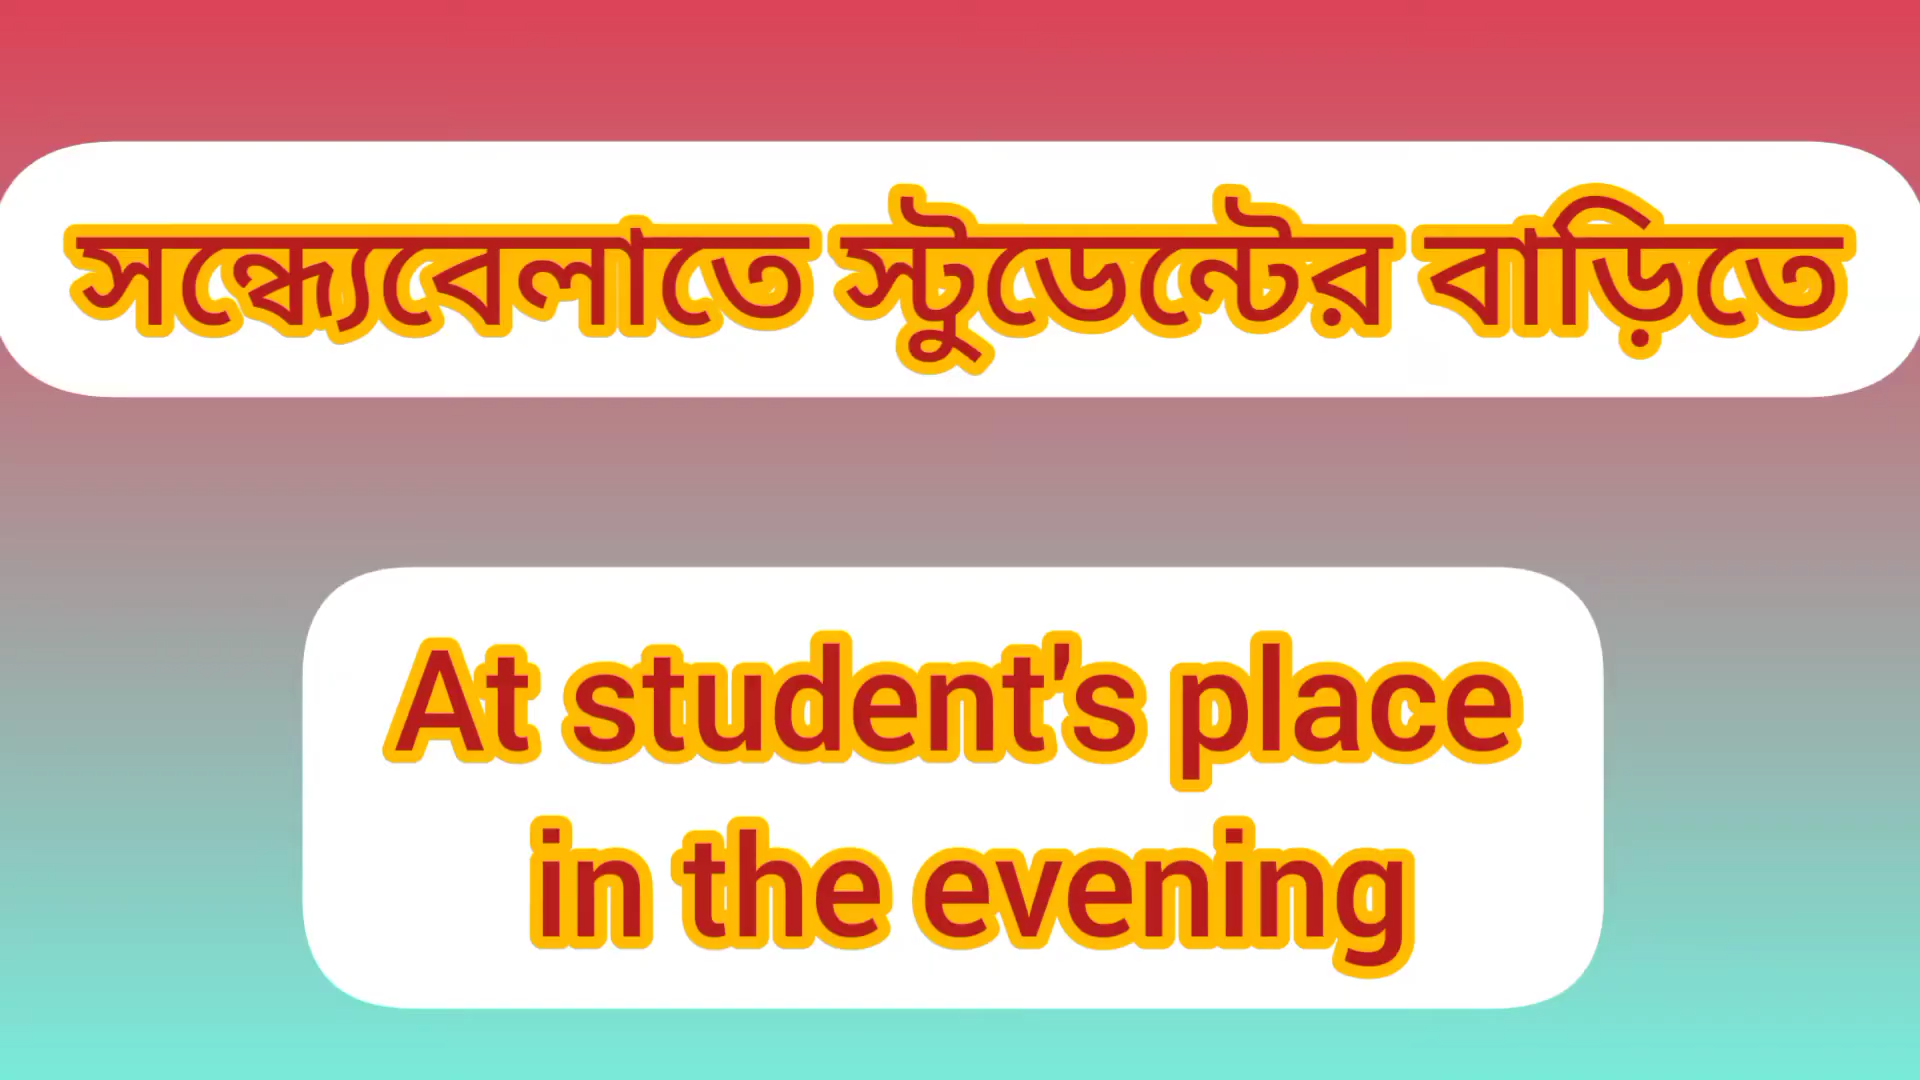 সন্ধ্যেবেলাতে স্টুডেন্টের বাড়িতে
At student's place
in the evening